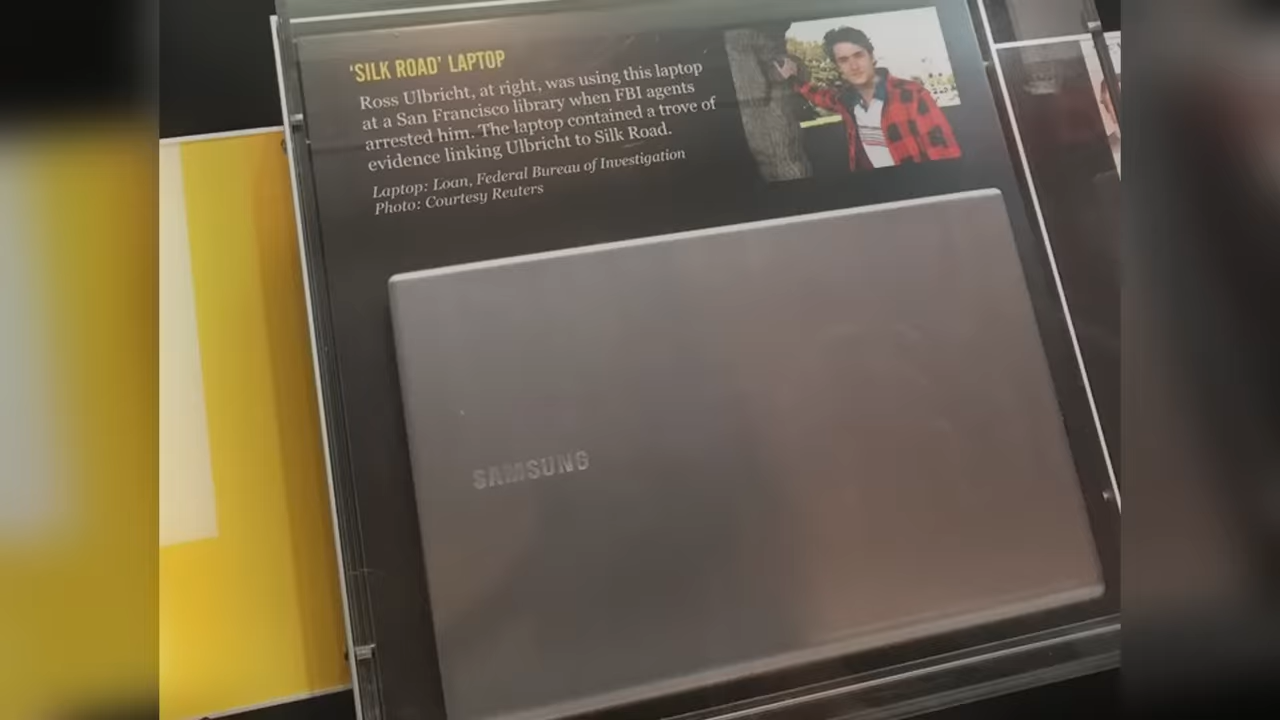 'SILK ROAD' LAPTOP
Ross Ulbricht, at right, was using this laptop
at a San Francisco library when FBI agents
arrested him. The laptop contained a trove of
evidence linking Ulbricht to Silk Road.
Laptop: Loan, Federal Bureau of Investigation
Photo: Courtesy Reuters
SAMSUNG